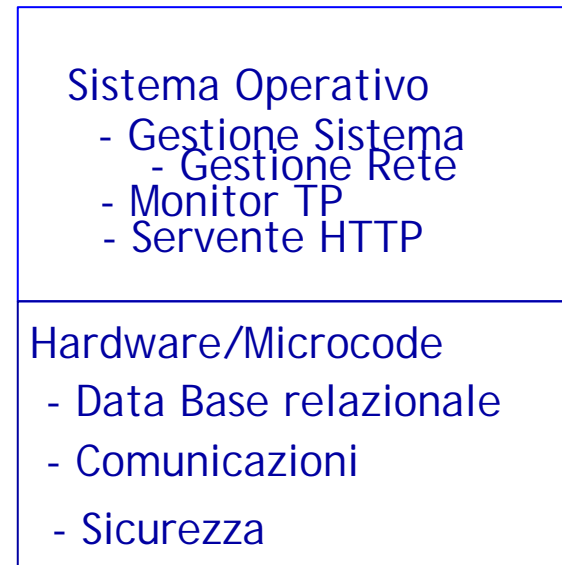 Sistema Operativo
- Gestione Sistema
- Gestione Rete
- Monitor TP
- Servente HTTP
Hardware/Microcode
- Data Base relazionale
- Comunicazioni
- Sicurezza